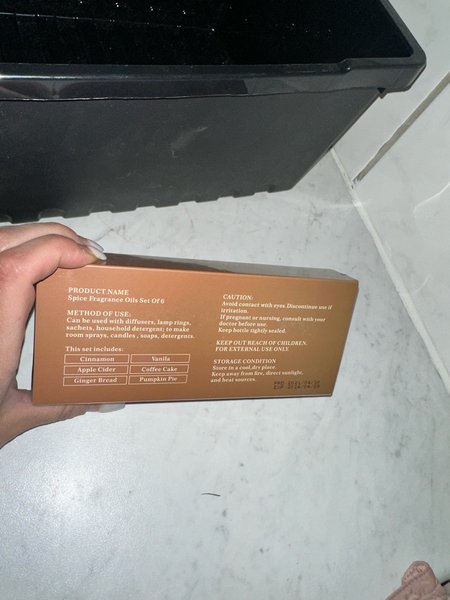 PRODUCT NAME
Spice Fragrance Oils Set Of 6
METHOD OF USE:
Can be used with diffusers, lamp rings,
sachets, household detergent; to make
room sprays, candles , soaps, detergents.
This set includes:
Cinnamon
Vanila
Apple Cider
Coffee Cake
Ginger Bread
Pumpkin Pie
CAUTION:
Avoid contact with eyes. Discontinue use if
irritation.
If pregnant or nursing, consult with your
doctor before use.
Keep bottle tightly sealed.
KEEP OUT REACH OF CHILDREN.
FOR EXTERNAL USE ONLY.
STORAGE CONDITION
Store in a cool,dry place.
Keep away from fire, direct sunlight,
and heat sources.